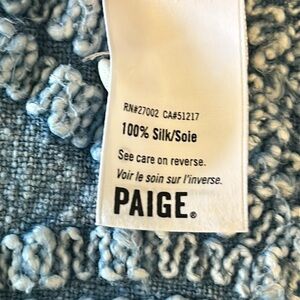 RN#27002 CA#51217
100% Silk/Soie
See care on reverse.
Voir le soin sur l'inverse.
PAIGE®